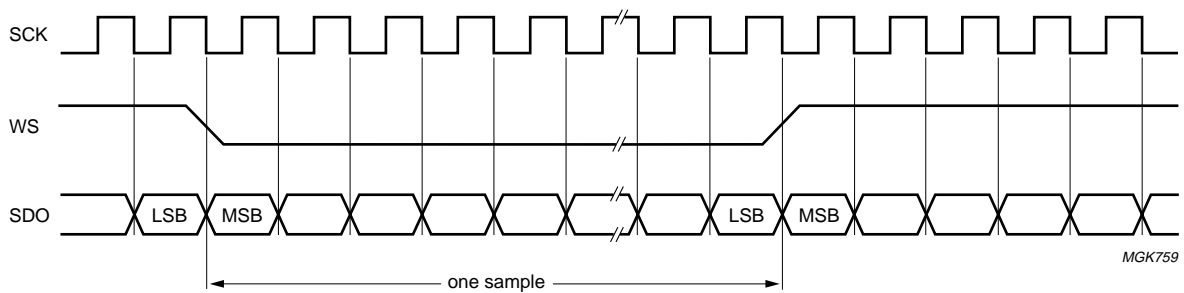 SCK
WS
SDO
LSB
MSB
LSB
MSB
MGK759
one sample